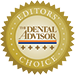 EDITORS'
THE DENTAL
ADVISOR
CHOICE